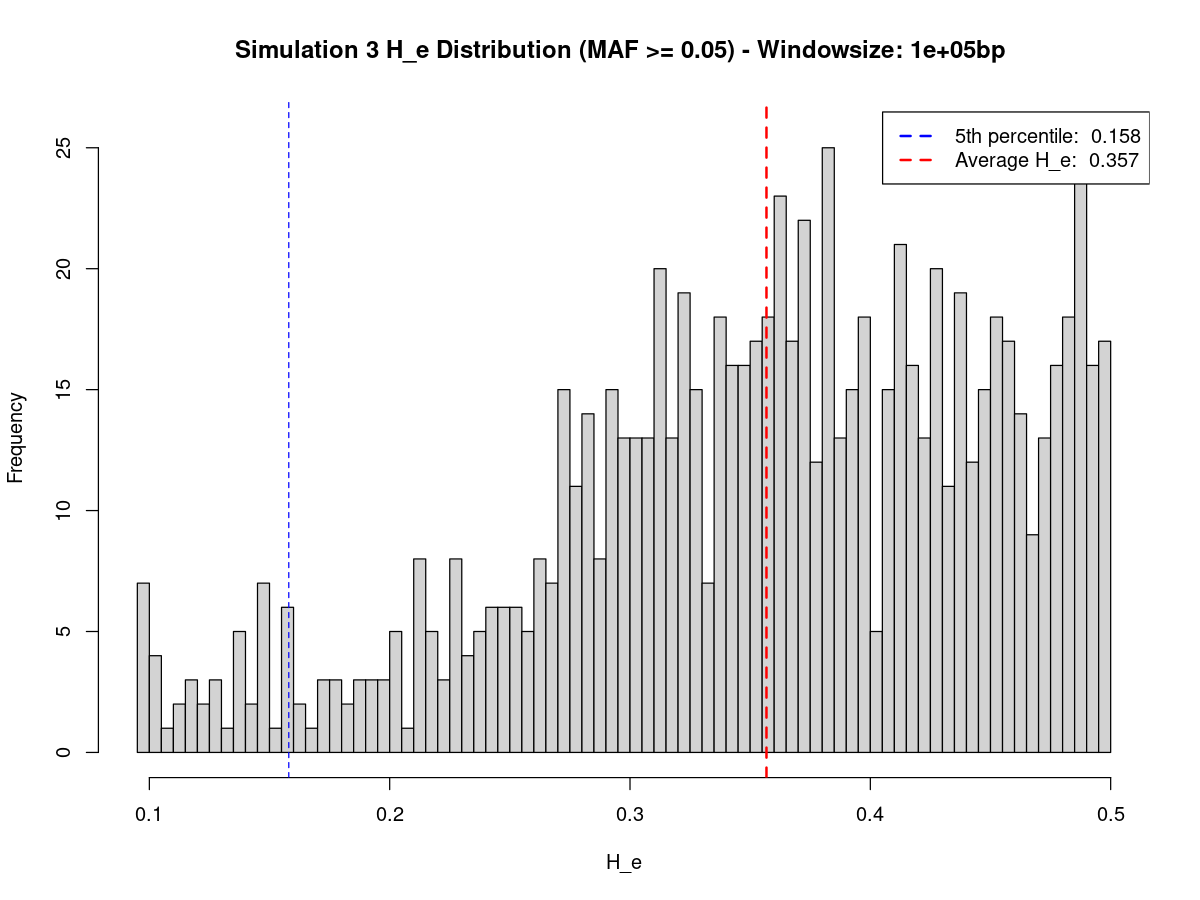 Simulation 3 H_e Distribution (MAF >= 0.05) - Windowsize: 1e+05bp
5th percentile:  0.158
Average H_e:  0.357
Frequency
25
20
15
10
5
0
0.1 0.2 0.3 0.4 0.5
H_e